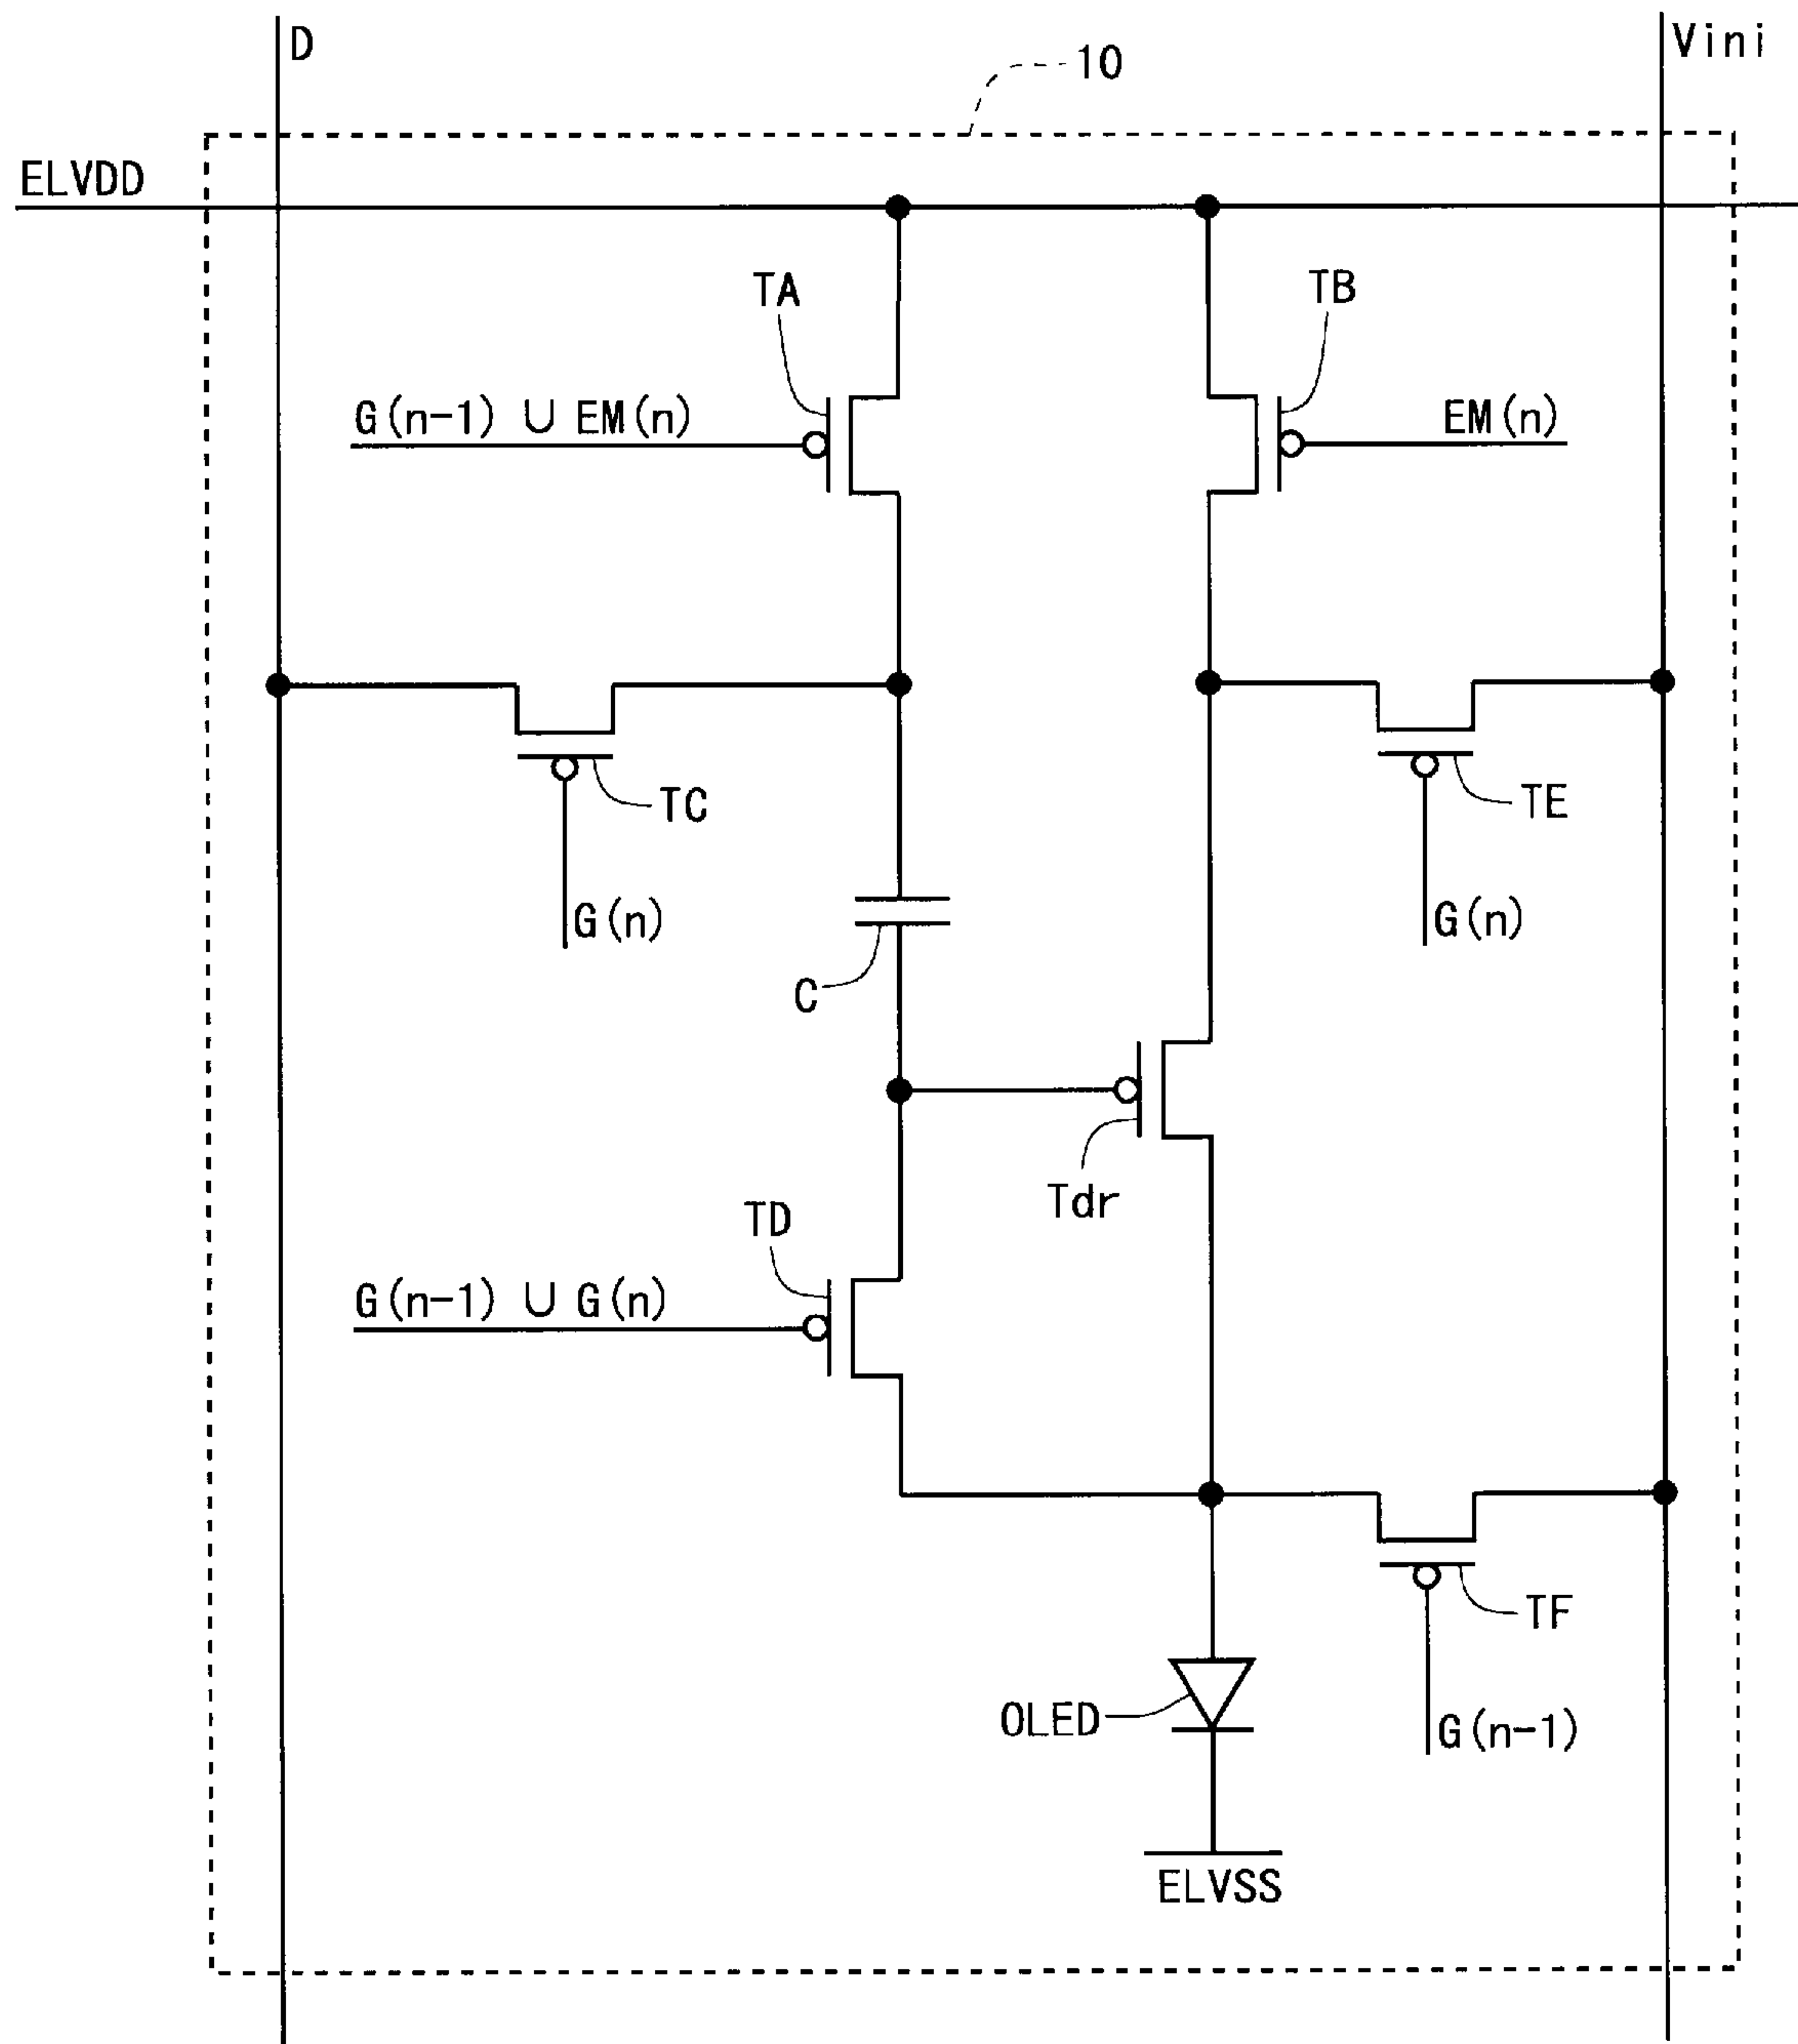 D
Vini
10
ELVDD
TA
TB
G(n-1) ∪ EM(n)
EM(n)
TC
TE
G(n)
G(n)
C
Tdr
TD
G(n-1) ∪ G(n)
TF
OLED
G(n-1)
ELVSS